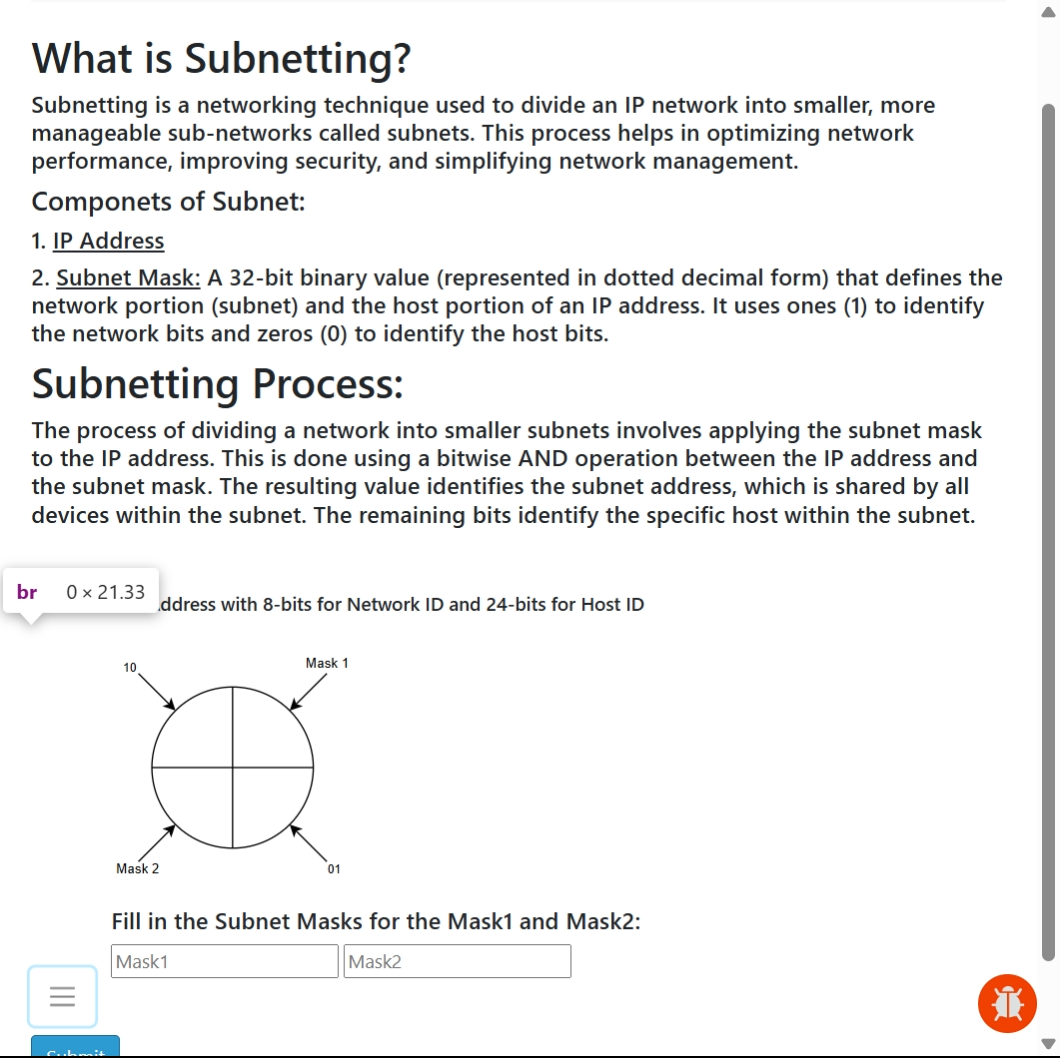 What is Subnetting?
Subnetting is a networking technique used to divide an IP network into smaller, more
manageable sub-networks called subnets. This process helps in optimizing network
performance, improving security, and simplifying network management.
Componets of Subnet:
1. IP Address
2. Subnet Mask: A 32-bit binary value (represented in dotted decimal form) that defines the
network portion (subnet) and the host portion of an IP address. It uses ones (1) to identify
the network bits and zeros (0) to identify the host bits.
Subnetting Process:
The process of dividing a network into smaller subnets involves applying the subnet mask
to the IP address. This is done using a bitwise AND operation between the IP address and
the subnet mask. The resulting value identifies the subnet address, which is shared by all
devices within the subnet. The remaining bits identify the specific host within the subnet.
br 0 × 21.33
ddress with 8-bits for Network ID and 24-bits for Host ID
10 Mask 1
Mask 2 01
Fill in the Subnet Masks for the Mask1 and Mask2:
Mask1 Mask2
Submit